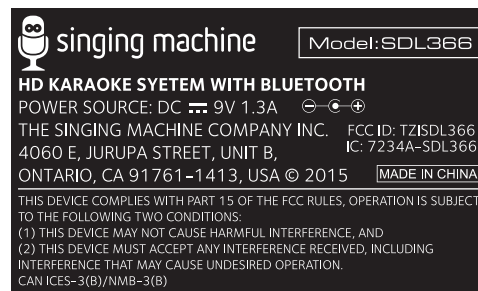 singing machine
Model:SDL366
HD KARAOKE SYETEM WITH BLUETOOTH
POWER SOURCE: DC 9V 1.3A
THE SINGING MACHINE COMPANY INC.
FCC ID: TZISDL366
4060 E, JURUPA STREET, UNIT B,
IC: 7234A-SDL366
ONTARIO, CA 91761-1413, USA © 2015
MADE IN CHINA
THIS DEVICE COMPLIES WITH PART 15 OF THE FCC RULES, OPERATION IS SUBJECT
TO THE FOLLOWING TWO CONDITIONS:
(1) THIS DEVICE MAY NOT CAUSE HARMFUL INTERFERENCE, AND
(2) THIS DEVICE MUST ACCEPT ANY INTERFERENCE RECEIVED, INCLUDING
INTERFERENCE THAT MAY CAUSE UNDESIRED OPERATION.
CAN ICES-3(B)/NMB-3(B)